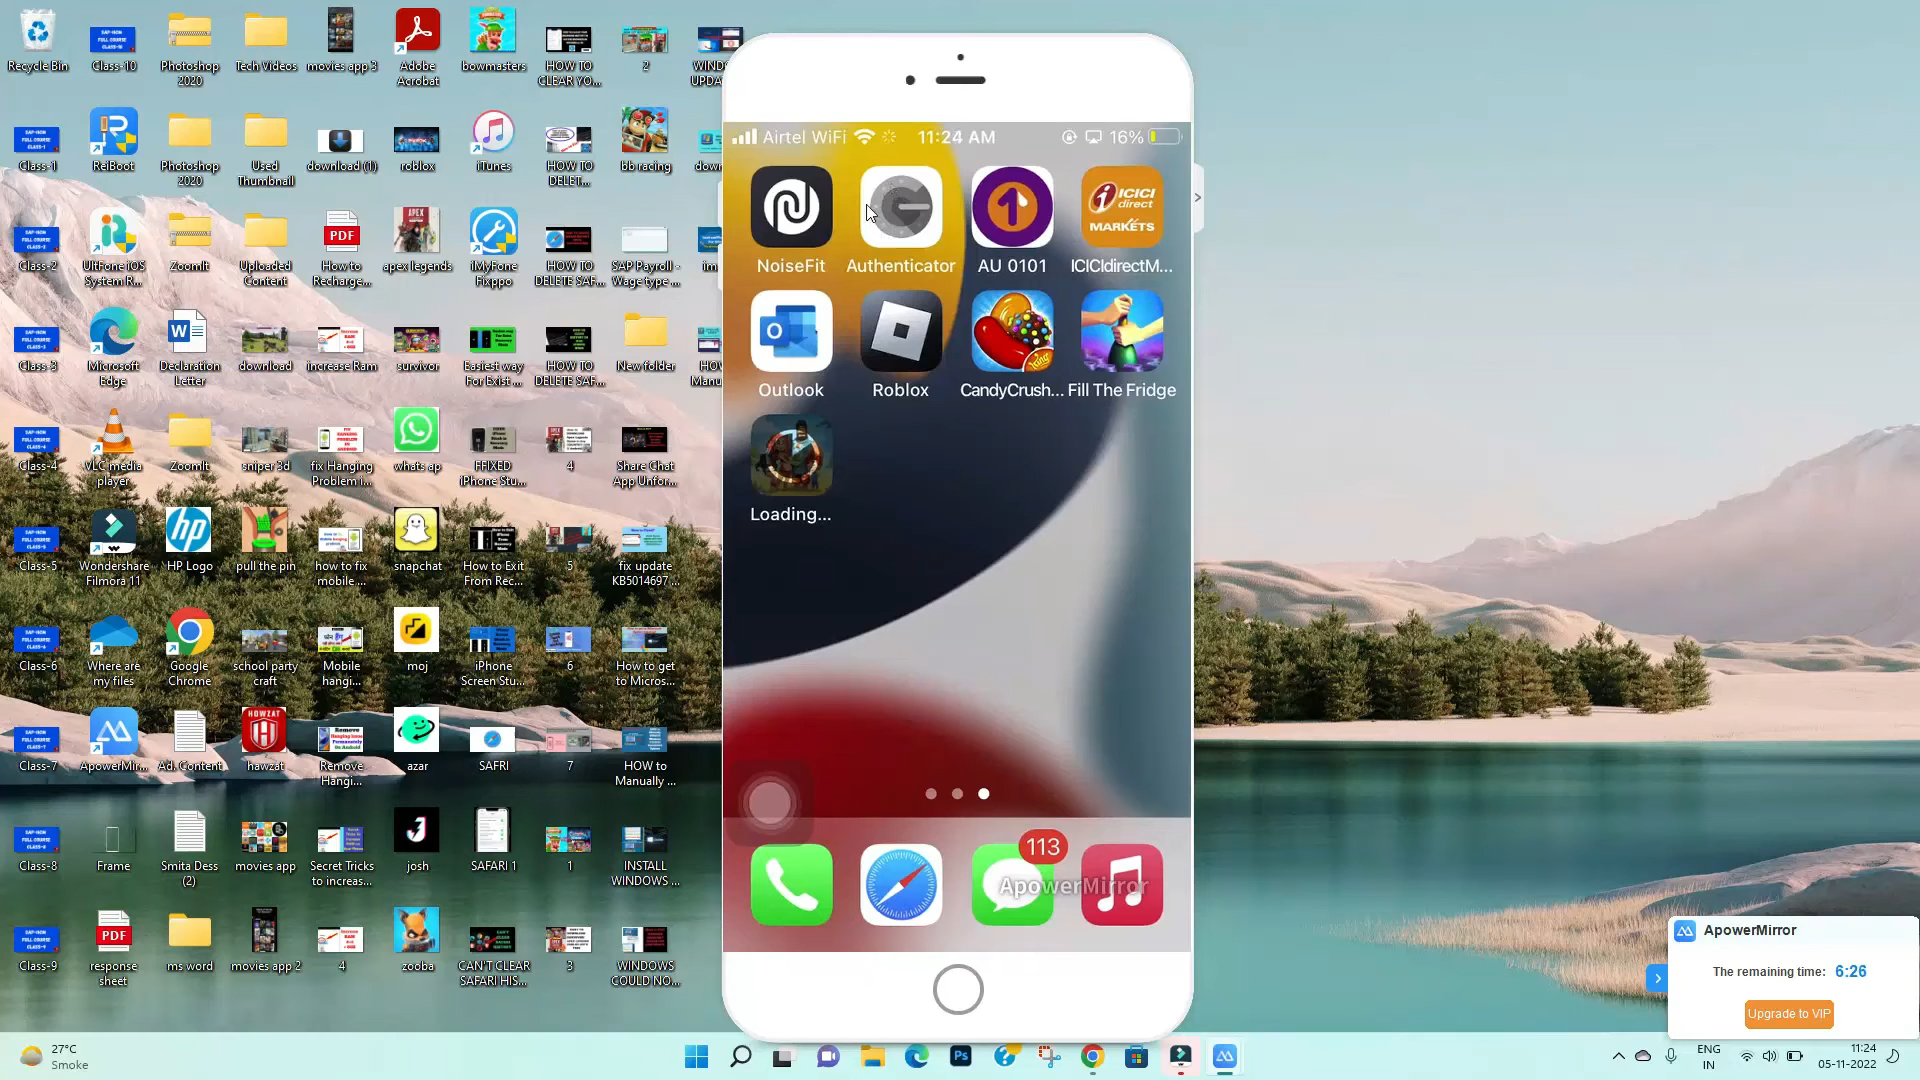 Recycle Bin
Class-10
Photoshop
2020
Tech Videos
movies app 3
Adobe
Acrobat
bowmasters
HOW TO
CLEAR YO...
2
Class-1
ReiBoot
Photoshop
2020
Used
Thumbnail
download (1)
roblox
iTunes
HOW TO
DELET...
bb racing
Class-2
UltFone iOS
System R...
ZoomIt
Uploaded
Content
PDF
How to
Recharge...
apex legends
iMyFone
Fixppo
HOW TO
DELETE SAF...
SAP Payroll -
Wage type ...
Class-3
Microsoft
Edge
Declaration
Letter
download
increase Ram
survivor
Easiest way
For Exist ...
HOW TO
DELETE SAF...
New folder
Class-4
VLC media
player
ZoomIt
sniper 3d
fix Hanging
Problem i...
whats ap
FFIXED
iPhone Stu...
4
Share Chat
App Unfor...
Class-5
Wondershare
Filmora 11
HP Logo
pull the pin
how to fix
mobile ...
snapchat
How to Exit
From Rec...
5
fix update
KB5014697 ...
Class-6
Where are
my files
Google
Chrome
school party
craft
Mobile
hangi...
moj
iPhone
Screen Stu...
6
How to get
to Micros...
Class-7
ApowerMir...
Ad. Content
hawzat
Remove
Hangi...
azar
SAFRI
7
HOW to
Manually ...
Class-8
Frame
Smita Dess
(2)
movies app
Secret Tricks
to increas...
josh
SAFARI 1
1
INSTALL
WINDOWS ...
Class-9
PDF
response
sheet
ms word
movies app 2
4
zooba
CAN'T CLEAR
SAFARI HIS...
3
WINDOWS
COULD NO...
Airtel WiFi
11:24 AM
16%
NoiseFit
Authenticator
AU 0101
ICICI
direct
MARKETS
ICICIdirectM...
Outlook
Roblox
CandyCrush...
Fill The Fridge
Loading...
113
ApowerMirror
ApowerMirror
The remaining time: 6:26
Upgrade to VIP
27°C
Smoke
ENG
IN
11:24
05-11-2022